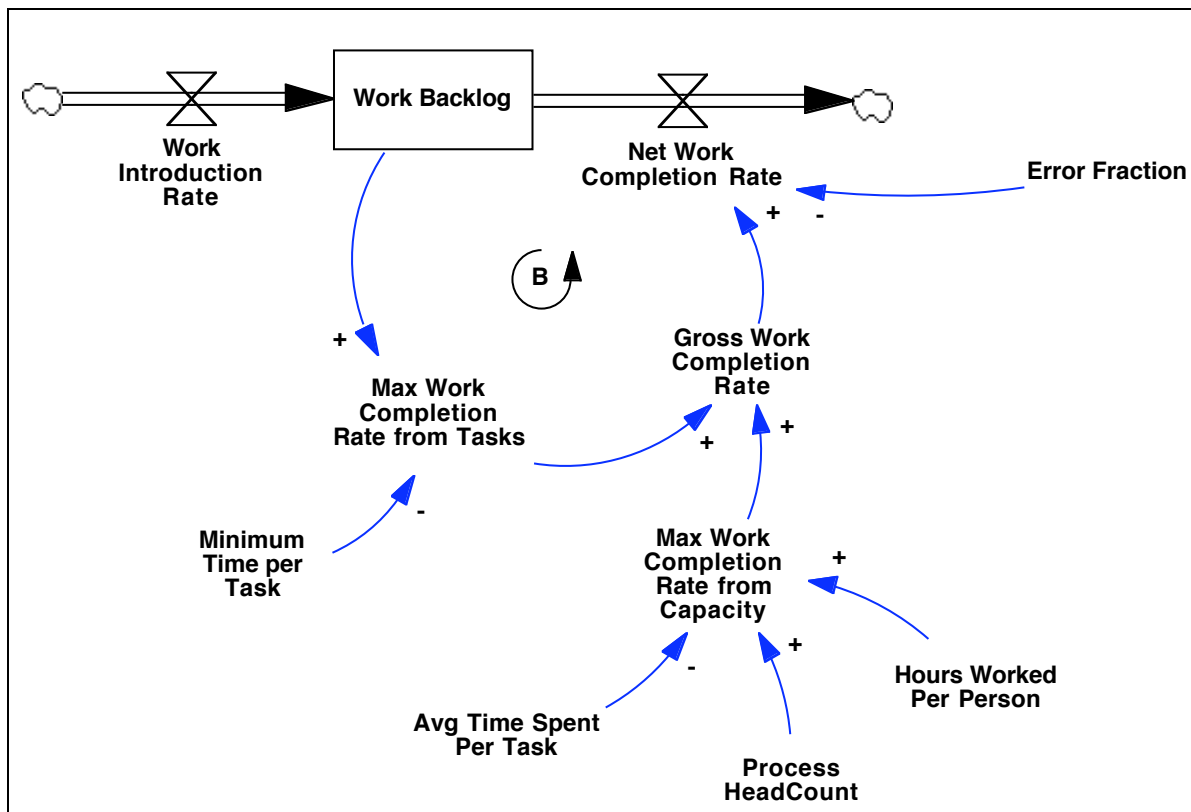 Work Backlog
Work
Introduction
Rate
Net Work
Completion Rate
Error Fraction
+
-
B
+
Gross Work
Completion
Rate
Max Work
Completion
Rate from Tasks
+
+
-
Minimum
Time per
Task
Max Work
Completion
Rate from
Capacity
+
-
+
Hours Worked
Per Person
Avg Time Spent
Per Task
Process
HeadCount